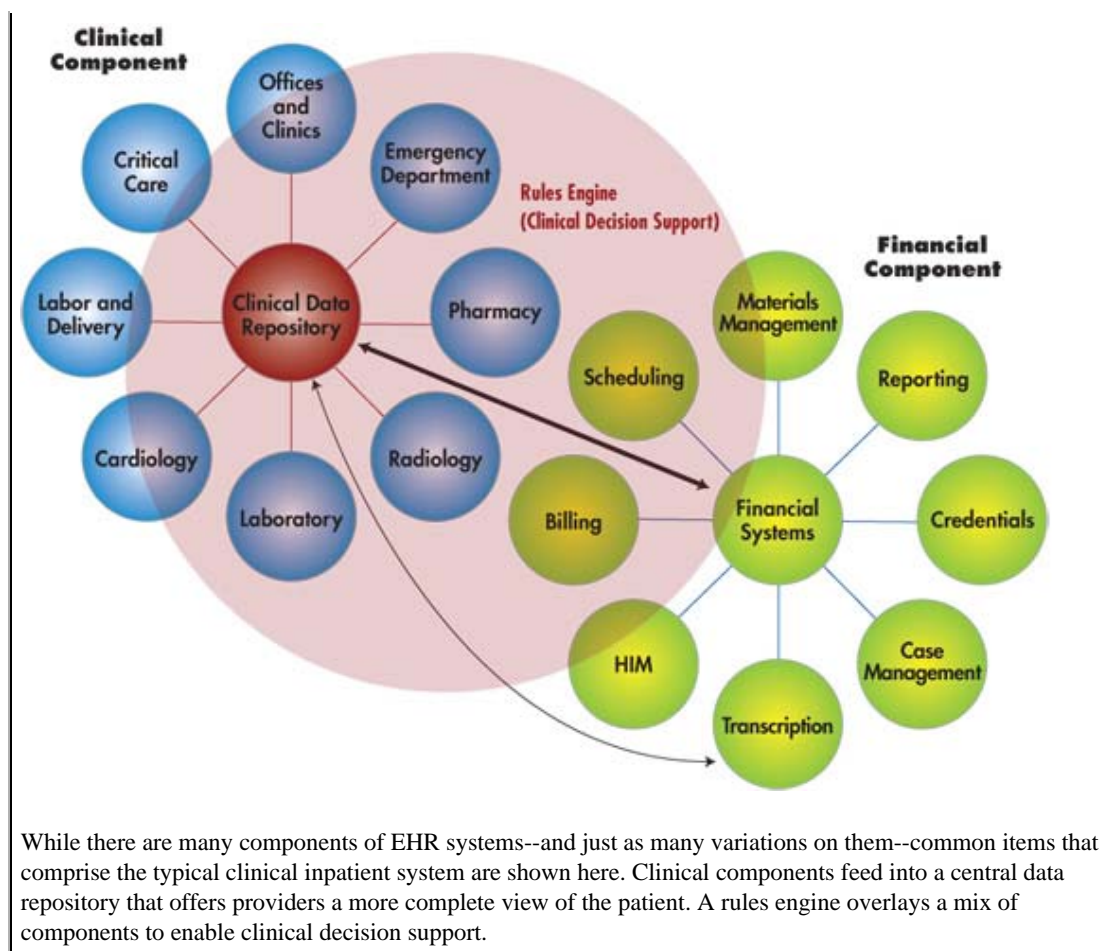 Clinical
Component
Offices
and
Clinics
Emergency
Department
Critical
Care
Rules Engine
(Clinical Decision Support)
Financial
Component
Labor and
Delivery
Clinical Data
Repository
Pharmacy
Materials
Management
Scheduling
Reporting
Cardiology
Radiology
Laboratory
Billing
Financial
Systems
Credentials
HIM
Case
Management
Transcription
While there are many components of EHR systems--and just as many variations on them--common items that
comprise the typical clinical inpatient system are shown here. Clinical components feed into a central data
repository that offers providers a more complete view of the patient. A rules engine overlays a mix of
components to enable clinical decision support.